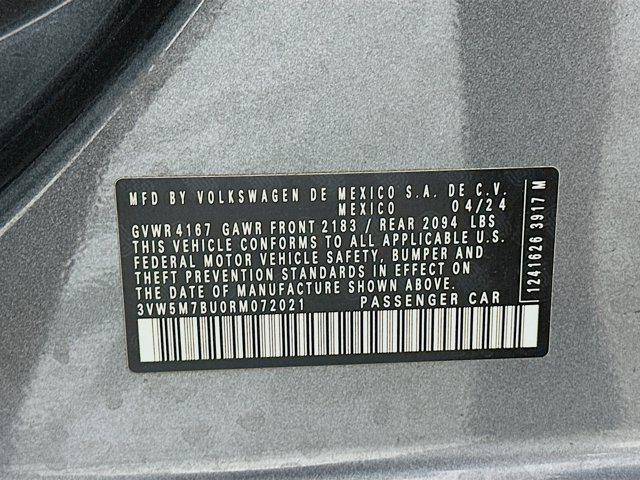 MFD BY VOLKSWAGEN DE MEXICO S.A. DE C.V.
MEXICO 04/24
GVWR 4167 GAWR FRONT 2183 / REAR 2094 LBS
THIS VEHICLE CONFORMS TO ALL APPLICABLE U.S.
FEDERAL MOTOR VEHICLE SAFETY, BUMPER AND
THEFT PREVENTION STANDARDS IN EFFECT ON
THE DATE OF MANUFACTURE SHOWN ABOVE.
3VW5M7BU0RM072021 PASSENGER CAR
1241626 3917 M